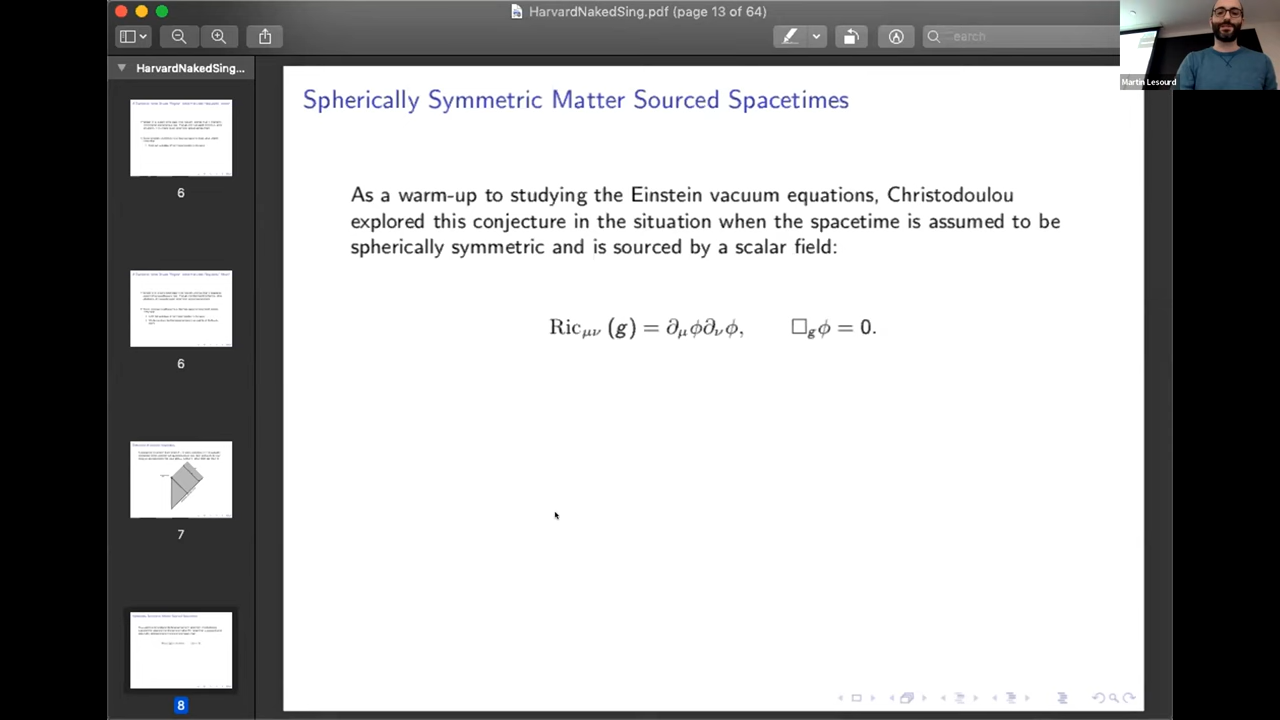 HarvardNakedSing.pdf (page 13 of 64)
HarvardNakedSing...
6
6
7
8
Spherically Symmetric Matter Sourced Spacetimes
As a warm-up to studying the Einstein vacuum equations, Christodoulou
explored this conjecture in the situation when the spacetime is assumed to be
spherically symmetric and is sourced by a scalar field:
Ric_{μν} (g) = ∂_μϕ∂_νϕ, □_gϕ = 0.
Martin Lesourd